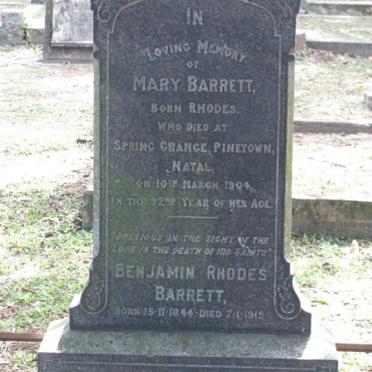 IN
LOVING MEMORY
OF
MARY BARRETT,
BORN RHODES.
WHO DIED AT
SPRING GRANGE, PINETOWN,
NATAL,
ON 10TH MARCH 1904,
IN THE 92ND YEAR OF HER AGE.
"PRECIOUS IN THE SIGHT OF THE
LORD IS THE DEATH OF HIS SAINTS"
BENJAMIN RHODES
BARRETT,
BORN 15·11·1844 - DIED 7·1·1915